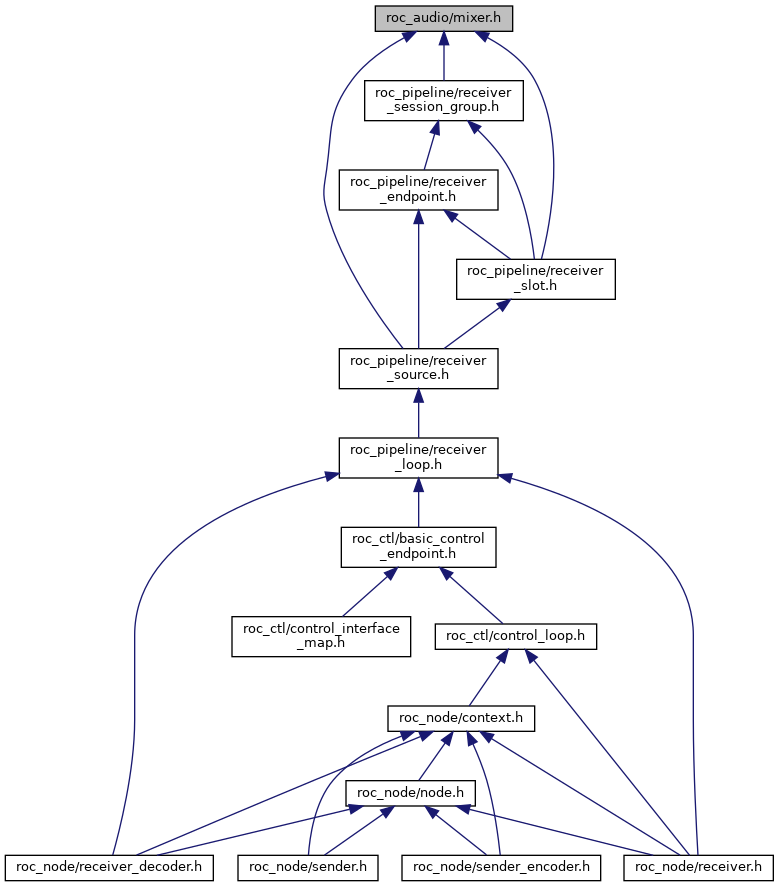 roc_audio/mixer.h
roc_pipeline/receiver
_session_group.h
roc_pipeline/receiver
_endpoint.h
roc_pipeline/receiver
_slot.h
roc_pipeline/receiver
_source.h
roc_pipeline/receiver
_loop.h
roc_ctl/basic_control
_endpoint.h
roc_ctl/control_interface
_map.h
roc_ctl/control_loop.h
roc_node/context.h
roc_node/node.h
roc_node/receiver_decoder.h
roc_node/sender.h
roc_node/sender_encoder.h
roc_node/receiver.h